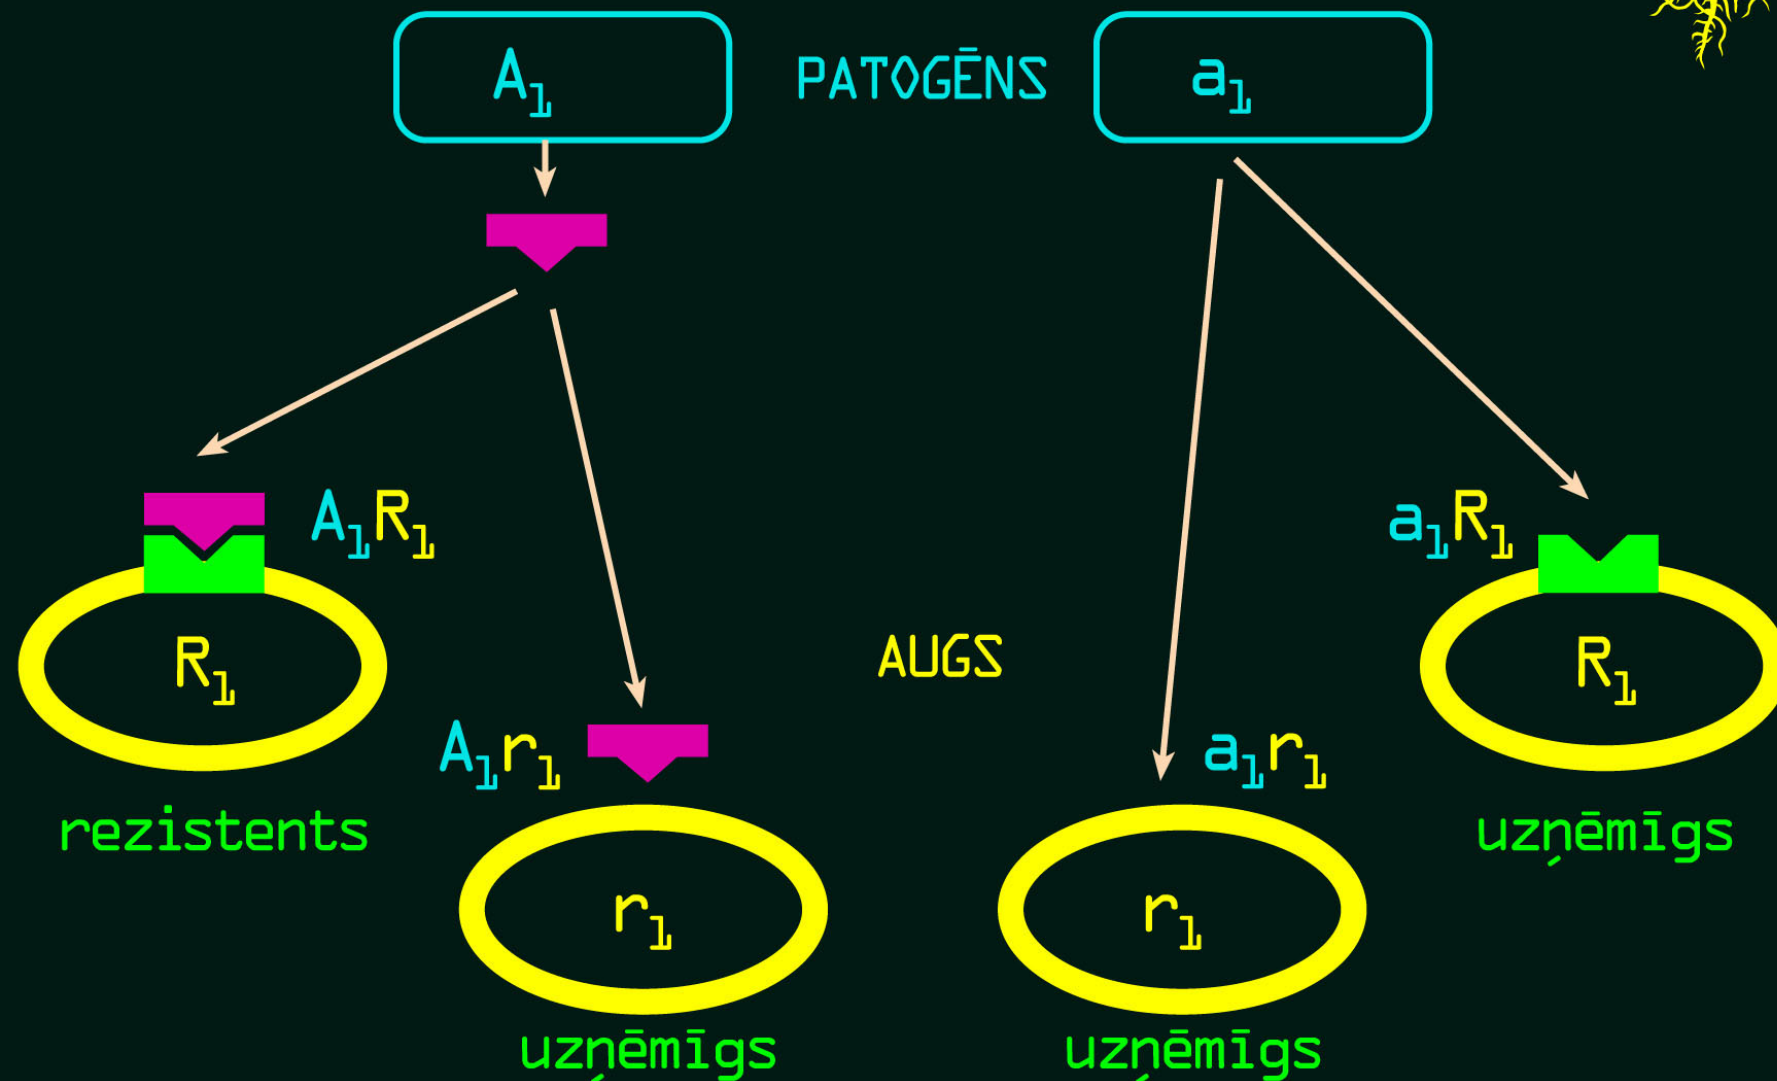 A₁ PATOGĒNS a₁
A₁R₁ a₁R₁
R₁ AUGS R₁
A₁r₁ a₁r₁
rezistents uzņēmīgs
r₁ r₁
uzņēmīgs uzņēmīgs